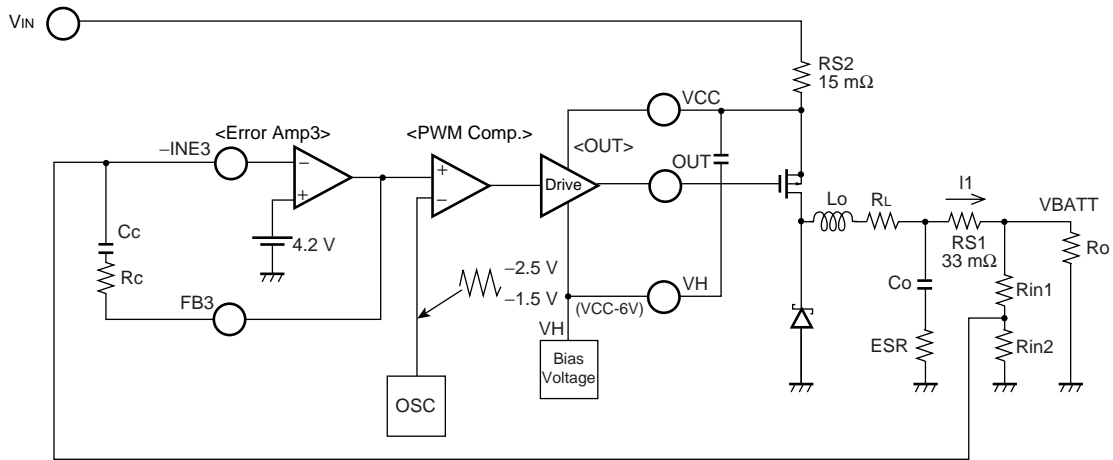 VIN
RS2
15 mΩ
VCC
<Error Amp3>
<PWM Comp.>
−INE3
<OUT>
OUT
−
+
+
−
Drive
I1
Lo
RL
VBATT
4.2 V
Cc
RS1
33 mΩ
Ro
Rc
−2.5 V
−1.5 V
VH
Co
Rin1
FB3
(VCC-6V)
VH
ESR
Rin2
Bias
Voltage
OSC